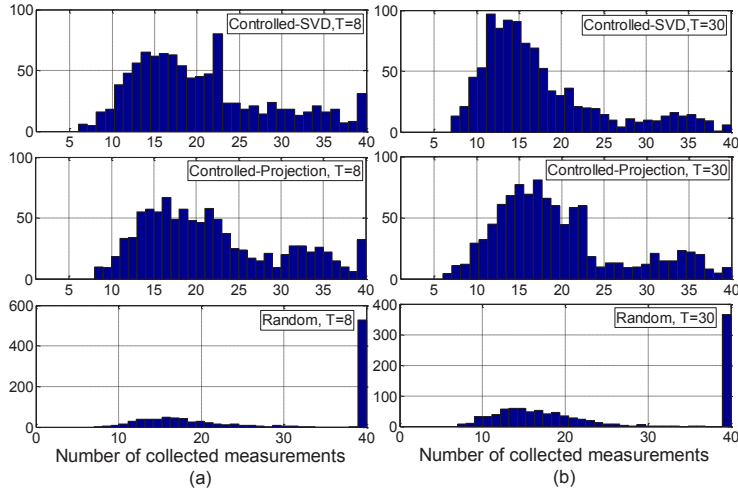 Controlled-SVD,T=8
100
50
0
5 10 15 20 25 30 35 40
Controlled-Projection, T=8
100
50
0
5 10 15 20 25 30 35 40
Random, T=8
600
400
200
0
0 10 20 30 40
Number of collected measurements
(a)
Controlled-SVD,T=30
100
50
0
5 10 15 20 25 30 35 40
Controlled-Projection, T=30
100
50
0
5 10 15 20 25 30 35 40
Random, T=30
400
300
200
100
0
0 10 20 30 40
Number of collected measurements
(b)